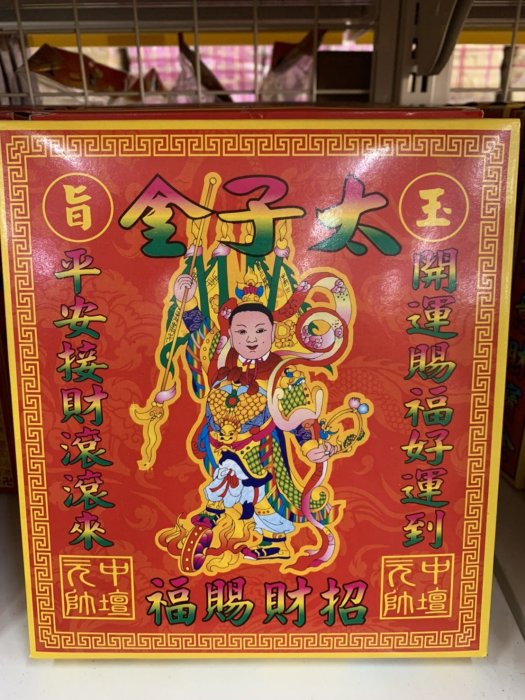 玉旨
太子金
開運賜福好運到
平安接財滾滾來
招財賜福
中壇元帥
中壇元帥